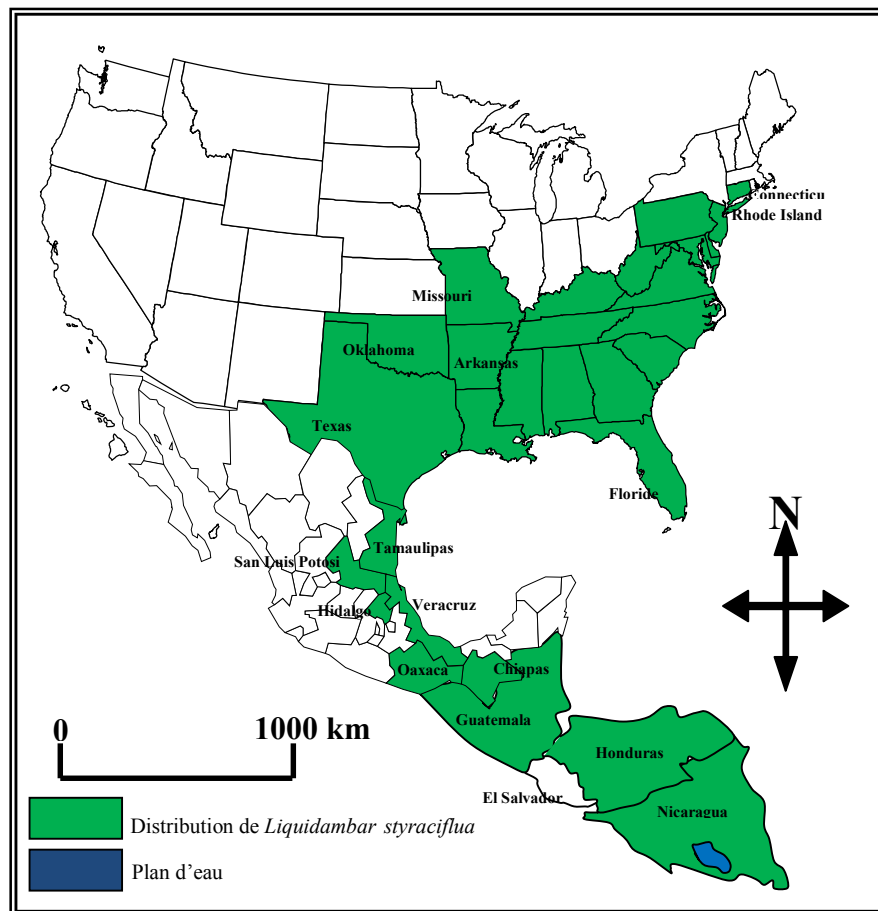 Connecticu
Rhode Island
Missouri
Oklahoma
Arkansas
Texas
Floride
N
San Luis Potosi
Tamaulipas
Hidalgo
Veracruz
Oaxaca
Chiapas
Guatemala
0
1000 km
Honduras
El Salvador
Nicaragua
Distribution de Liquidambar styraciflua
Plan d'eau